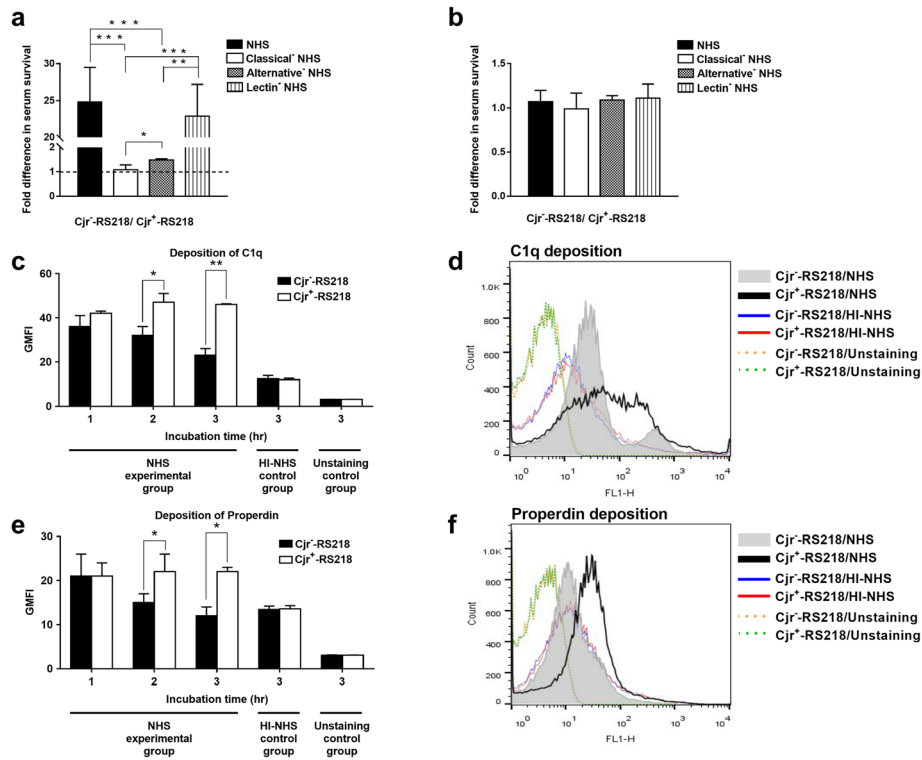 a
* * *
* * *
* * *
* *
*
NHS
Classical⁻ NHS
Alternative⁻ NHS
Lectin⁻ NHS
Fold difference in serum survival
30
25
20
2
1
0
Cjr⁻-RS218/ Cjr⁺-RS218
b
NHS
Classical⁻ NHS
Alternative⁻ NHS
Lectin⁻ NHS
Fold difference in serum survival
1.5
1.0
0.5
0.0
Cjr⁻-RS218/ Cjr⁺-RS218
c
Deposition of C1q
Cjr⁻-RS218
Cjr⁺-RS218
*
**
GMFI
60
40
20
0
1 2 3 3 3
Incubation time (hr)
NHS experimental group
HI-NHS control group
Unstaining control group
d
C1q deposition
Cjr⁻-RS218/NHS
Cjr⁺-RS218/NHS
Cjr⁻-RS218/HI-NHS
Cjr⁺-RS218/HI-NHS
Cjr⁻-RS218/Unstaining
Cjr⁺-RS218/Unstaining
Count
1.0K
800
600
400
200
0
10⁰ 10¹ 10² 10³ 10⁴
FL1-H
e
Deposition of Properdin
Cjr⁻-RS218
Cjr⁺-RS218
*
*
GMFI
30
20
10
0
1 2 3 3 3
Incubation time (hr)
NHS experimental group
HI-NHS control group
Unstaining control group
f
Properdin deposition
Cjr⁻-RS218/NHS
Cjr⁺-RS218/NHS
Cjr⁻-RS218/HI-NHS
Cjr⁺-RS218/HI-NHS
Cjr⁻-RS218/Unstaining
Cjr⁺-RS218/Unstaining
Count
1.0K
800
600
400
200
0
10⁰ 10¹ 10² 10³ 10⁴
FL1-H